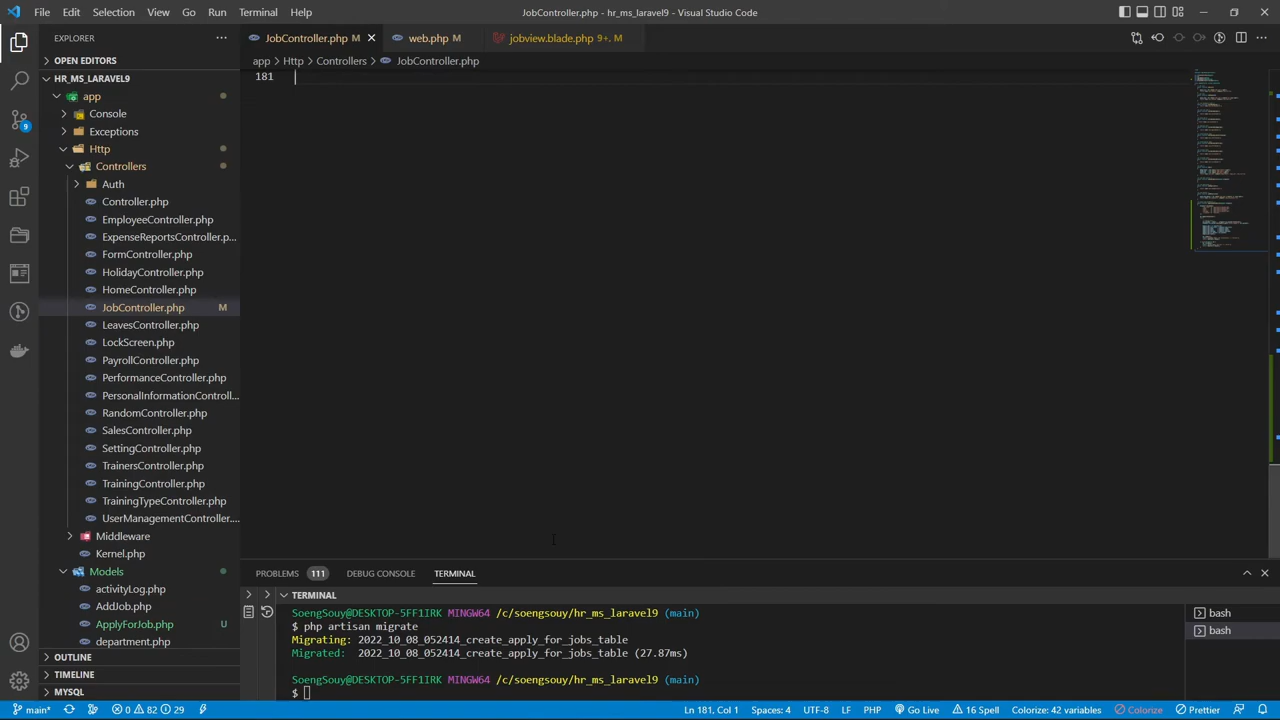 File Edit Selection View Go Run Terminal Help
JobController.php - hr_ms_laravel9 - Visual Studio Code
EXPLORER
JobController.php
web.php M
jobview.blade.php 9+, M
OPEN EDITORS
app > Http > Controllers > JobController.php
HR_MS_LARAVEL9
181
app
Console
Exceptions
Http
Controllers
Auth
Controller.php
EmployeeController.php
ExpenseReportsController.p...
FormController.php
HolidayController.php
HomeController.php
JobController.php M
LeavesController.php
LockScreen.php
PayrollController.php
PerformanceController.php
PersonalInformationControll...
RandomController.php
SalesController.php
SettingController.php
TrainersController.php
TrainingController.php
TrainingTypeController.php
UserManagementController....
Middleware
Kernel.php
Models
activityLog.php
AddJob.php
ApplyForJob.php U
department.php
OUTLINE
TIMELINE
MYSQL
PROBLEMS 111 DEBUG CONSOLE TERMINAL
TERMINAL
SoengSouy@DESKTOP-5FF1IRK MINGW64 /c/soengsouy/hr_ms_laravel9 (main)
$ php artisan migrate
Migrating: 2022_10_08_052414_create_apply_for_jobs_table
Migrated: 2022_10_08_052414_create_apply_for_jobs_table (27.87ms)
SoengSouy@DESKTOP-5FF1IRK MINGW64 /c/soengsouy/hr_ms_laravel9 (main)
$
bash
bash
9
main* 0 82 29 Ln 181, Col 1 Spaces: 4 UTF-8 LF PHP Go Live 16 Spell Colorize: 42 variables Colorize Prettier